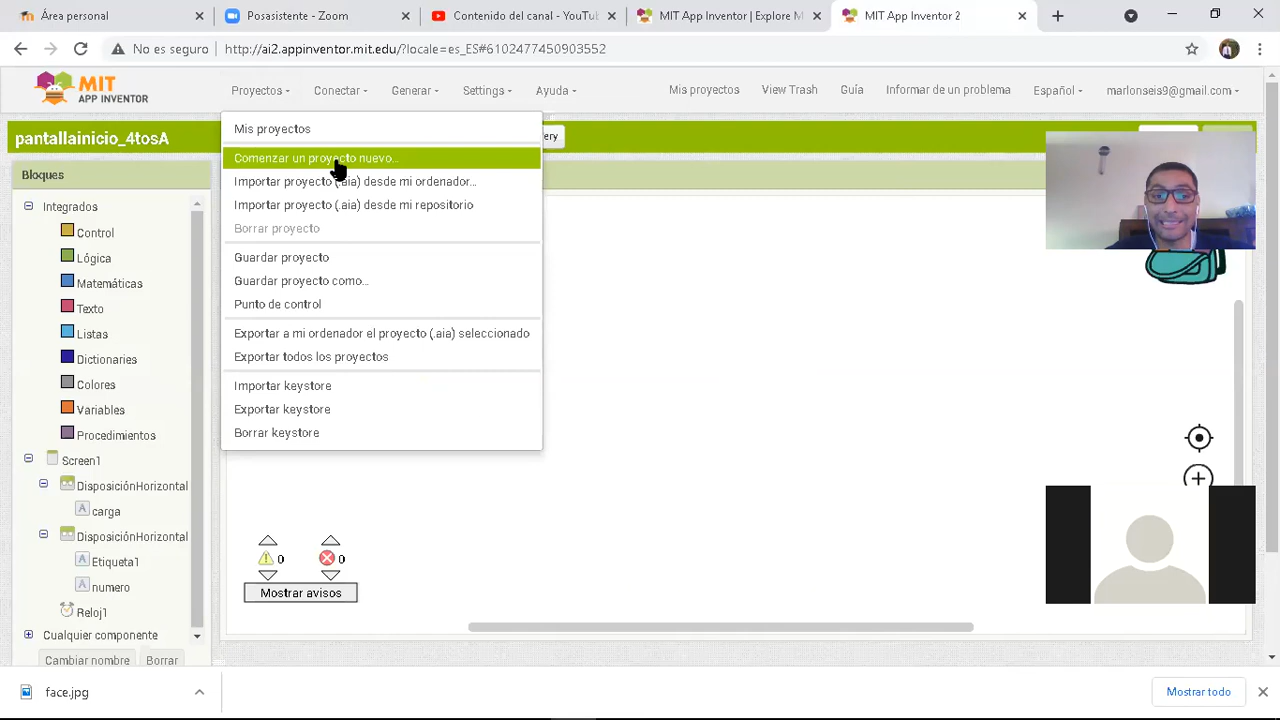 Área personal
Posasistente - Zoom
Contenido del canal - YouTu
MIT App Inventor | Explore M
MIT App Inventor 2
No es seguro
http://ai2.appinventor.mit.edu/?locale=es_ES#6102477450903552
MIT
APP INVENTOR
Proyectos
Conectar
Generar
Settings
Ayuda
Mis proyectos
View Trash
Guía
Informar de un problema
Español
marlonseis9@gmail.com
pantallainicio_4tosA
Mis proyectos
Comenzar un proyecto nuevo...
Importar proyecto (.aia) desde mi ordenador...
Importar proyecto (.aia) desde mi repositorio
Borrar proyecto
Guardar proyecto
Guardar proyecto como...
Punto de control
Exportar a mi ordenador el proyecto (.aia) seleccionado
Exportar todos los proyectos
Importar keystore
Exportar keystore
Borrar keystore
Bloques
Integrados
Control
Lógica
Matemáticas
Texto
Listas
Dictionaries
Colores
Variables
Procedimientos
Screen1
DisposiciónHorizontal
carga
DisposiciónHorizontal
Etiqueta1
numero
Reloj1
Cualquier componente
Cambiar nombre
Borrar
0
0
Mostrar avisos
face.jpg
Mostrar todo